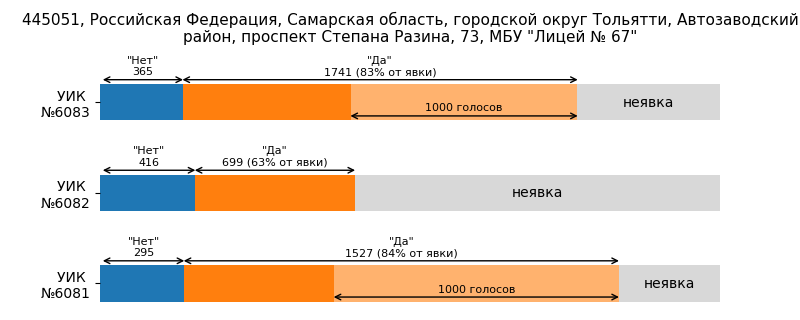 445051, Российская Федерация, Самарская область, городской округ Тольятти, Автозаводский
район, проспект Степана Разина, 73, МБУ "Лицей № 67"
"Нет"
365
"Да"
1741 (83% от явки)
УИК
№6083
1000 голосов
неявка
"Нет"
416
"Да"
699 (63% от явки)
УИК
№6082
неявка
"Нет"
295
"Да"
1527 (84% от явки)
УИК
№6081
1000 голосов
неявка